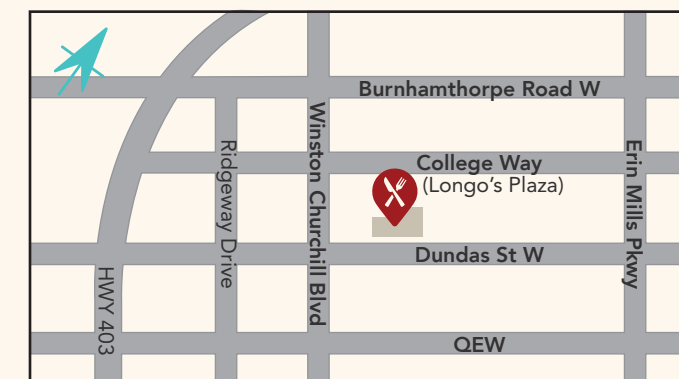 Burnhamthorpe Road W
Winston Churchill Blvd
Ridgeway Drive
Erin Mills Pkwy
College Way
(Longo’s Plaza)
Dundas St W
HWY 403
QEW